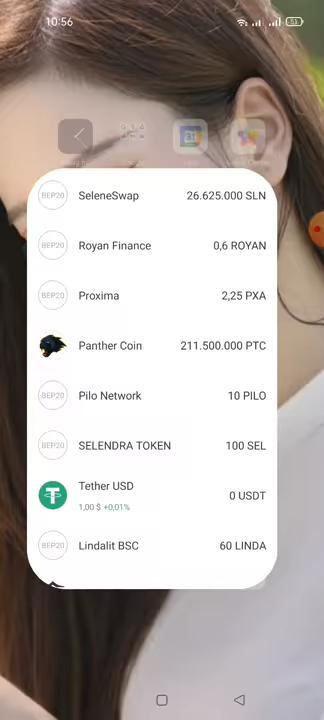 10:56
53
31
BEP20 SeleneSwap 26.625.000 SLN
BEP20 Royan Finance 0,6 ROYAN
BEP20 Proxima 2,25 PXA
Panther Coin 211.500.000 PTC
BEP20 Pilo Network 10 PILO
BEP20 SELENDRA TOKEN 100 SEL
Tether USD 0 USDT
1,00 $ +0,01%
BEP20 Lindalit BSC 60 LINDA